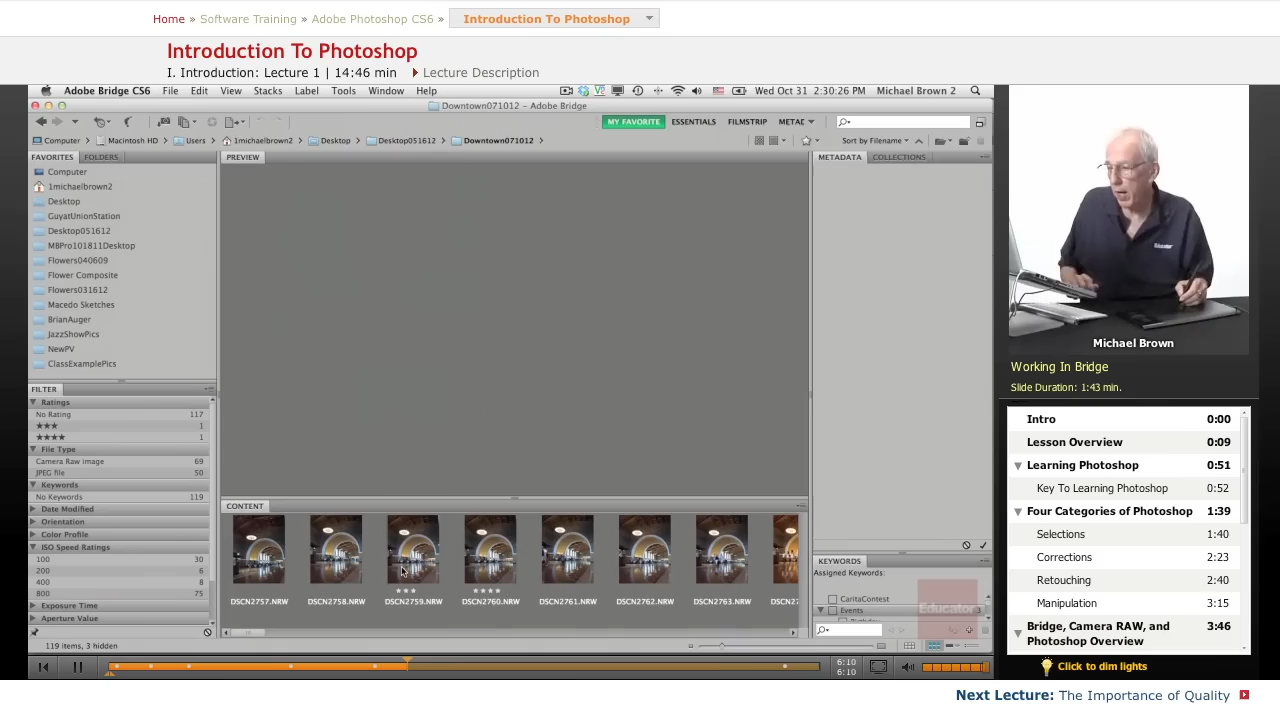 Home » Software Training » Adobe Photoshop CS6 » Introduction To Photoshop
Introduction To Photoshop
I. Introduction: Lecture 1 | 14:46 min Lecture Description
Adobe Bridge CS6 File Edit View Stacks Label Tools Window Help Wed Oct 31 2:30:26 PM Michael Brown 2
Downtown071012 – Adobe Bridge
MY FAVORITE ESSENTIALS FILMSTRIP METAC
Computer Macintosh HD Users 1michaelbrown2 Desktop Desktop051612 Downtown071012 Sort by Filename
FAVORITES FOLDERS
Computer
1michaelbrown2
Desktop
GuyatUnionStation
Desktop051612
MBPro101811Desktop
Flowers040609
Flower Composite
Flowers031612
Macedo Sketches
BrianAuger
JazzShowPics
NewPV
ClassExamplePics
FILTER
Ratings
No Rating 117
★★★ 1
★★★★ 1
File Type
Camera Raw image 69
JPEG file 50
Keywords
No Keywords 119
Date Modified
Orientation
Color Profile
ISO Speed Ratings
100 30
200 6
400 8
800 75
Exposure Time
Aperture Value
119 items, 3 hidden
PREVIEW
CONTENT
★★★ ★★★★
DSCN2757.NRW DSCN2758.NRW DSCN2759.NRW DSCN2760.NRW DSCN2761.NRW DSCN2762.NRW DSCN2763.NRW DSCN27
METADATA COLLECTIONS
KEYWORDS
Assigned Keywords:
CaritaContest
Events 3
Educator
Michael Brown
Working In Bridge
Slide Duration: 1:43 min.
Intro 0:00
Lesson Overview 0:09
Learning Photoshop 0:51
Key To Learning Photoshop 0:52
Four Categories of Photoshop 1:39
Selections 1:40
Corrections 2:23
Retouching 2:40
Manipulation 3:15
Bridge, Camera RAW, and 3:46
Photoshop Overview
6:10
6:10
Click to dim lights
Next Lecture: The Importance of Quality